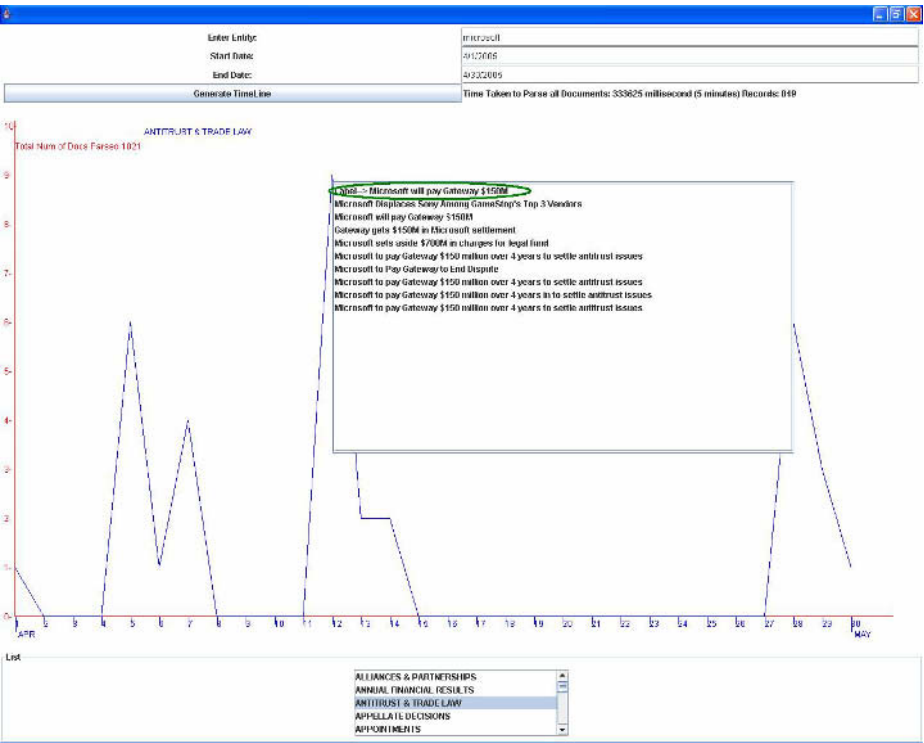 Enter Entity:
microsoft
Start Date:
4/1/2005
End Date:
4/30/2005
Generate TimeLine
Time Taken to Parse all Documents: 333625 millisecond (5 minutes) Records: 819
ANTITRUST & TRADE LAW
Total Num of Docs Parsed 1821
10
9-
8-
7-
6-
5-
4-
3-
2-
1-
0-
Label--> Microsoft will pay Gateway $150M
Microsoft Displaces Sony Among GameStop's Top 3 Vendors
Microsoft will pay Gateway $150M
Gateway gets $150M in Microsoft settlement
Microsoft sets aside $700M in charges for legal fund
Microsoft to pay Gateway $150 million over 4 years to settle antitrust issues
Microsoft to Pay Gateway to End Dispute
Microsoft to pay Gateway $150 million over 4 years to settle antitrust issues
Microsoft to pay Gateway $150 million over 4 years in to settle antitrust issues
Microsoft to pay Gateway $150 million over 4 years to settle antitrust issues
1 2 3 4 5 6 7 8 9 10 11 12 13 14 15 16 17 18 19 20 21 22 23 24 25 26 27 28 29 30
APR MAY
List
ALLIANCES & PARTNERSHIPS
ANNUAL FINANCIAL RESULTS
ANTITRUST & TRADE LAW
APPELLATE DECISIONS
APPOINTMENTS